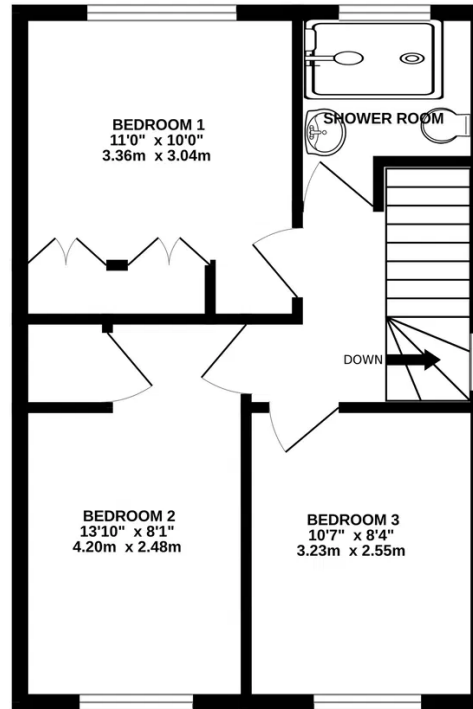 BEDROOM 1
11'0" x 10'0"
3.36m x 3.04m
SHOWER ROOM
DOWN
BEDROOM 2
13'10" x 8'1"
4.20m x 2.48m
BEDROOM 3
10'7" x 8'4"
3.23m x 2.55m